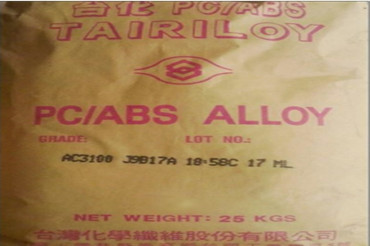 台化 PC/ABS
TAIRILOY
PC/ABS ALLOY
GRADE: LOT NO.:
AC3100 J9B17A 18:58C 17 ML
NET WEIGHT: 25 KGS
台灣化學纖維股份有限公司